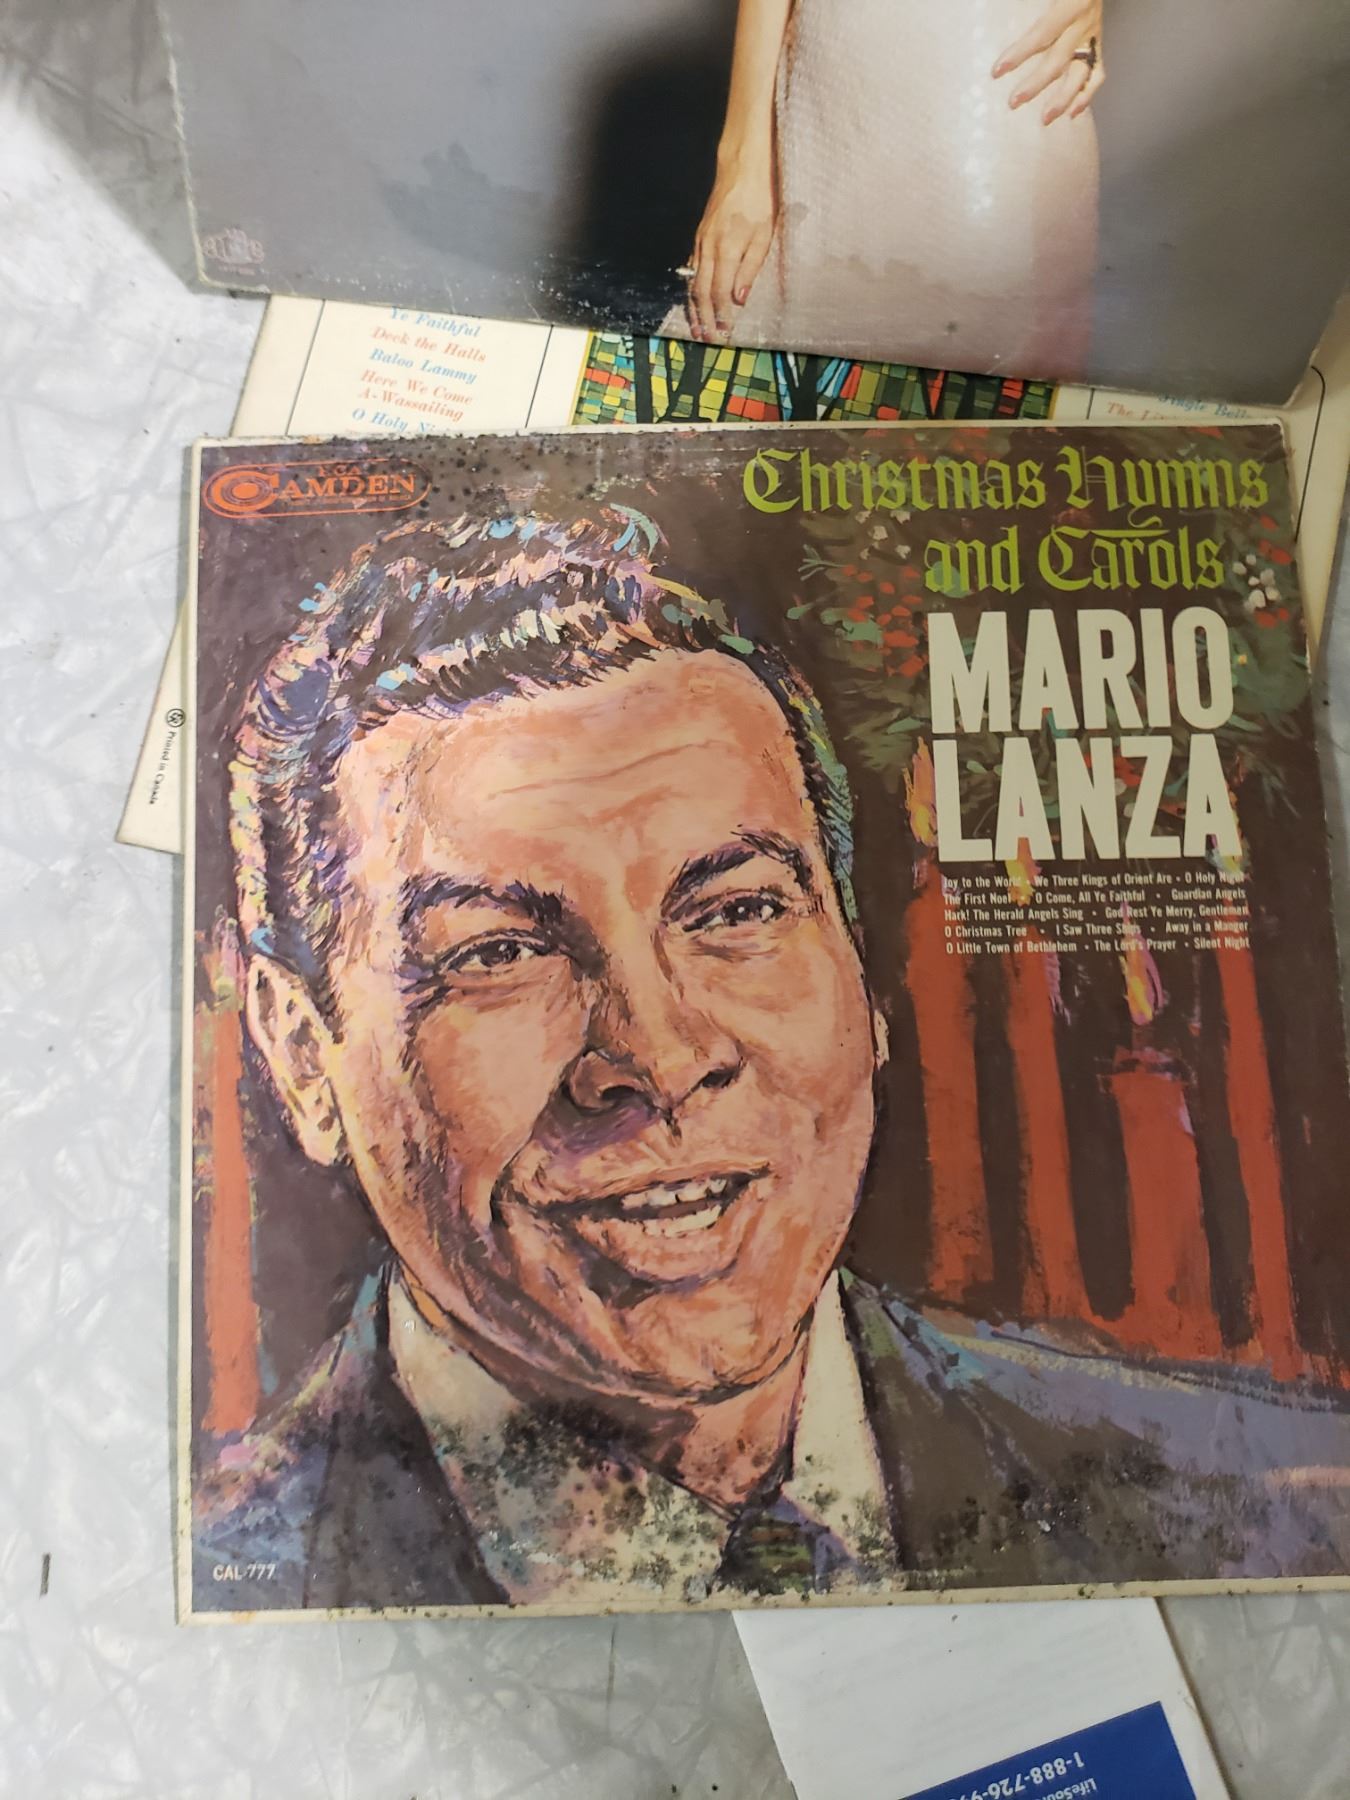 Ye Faithful
Deck the Halls
Baloo Lammy
Here We Come
A-Wassailing
O Holy
Jingle Bells
The
RCA
CAMDEN
Christmas Hymns
and Carols
MARIO
LANZA
Joy to the World • We Three Kings of Orient Are • O Holy Night
The First Noel • O Come, All Ye Faithful • Guardian Angels
Hark! The Herald Angels Sing • God Rest Ye Merry, Gentlemen
O Christmas Tree • I Saw Three Ships • Away in a Manger
O Little Town of Bethlehem • The Lord's Prayer • Silent Night
Printed in Canada
CAL-777
1-888-726-9